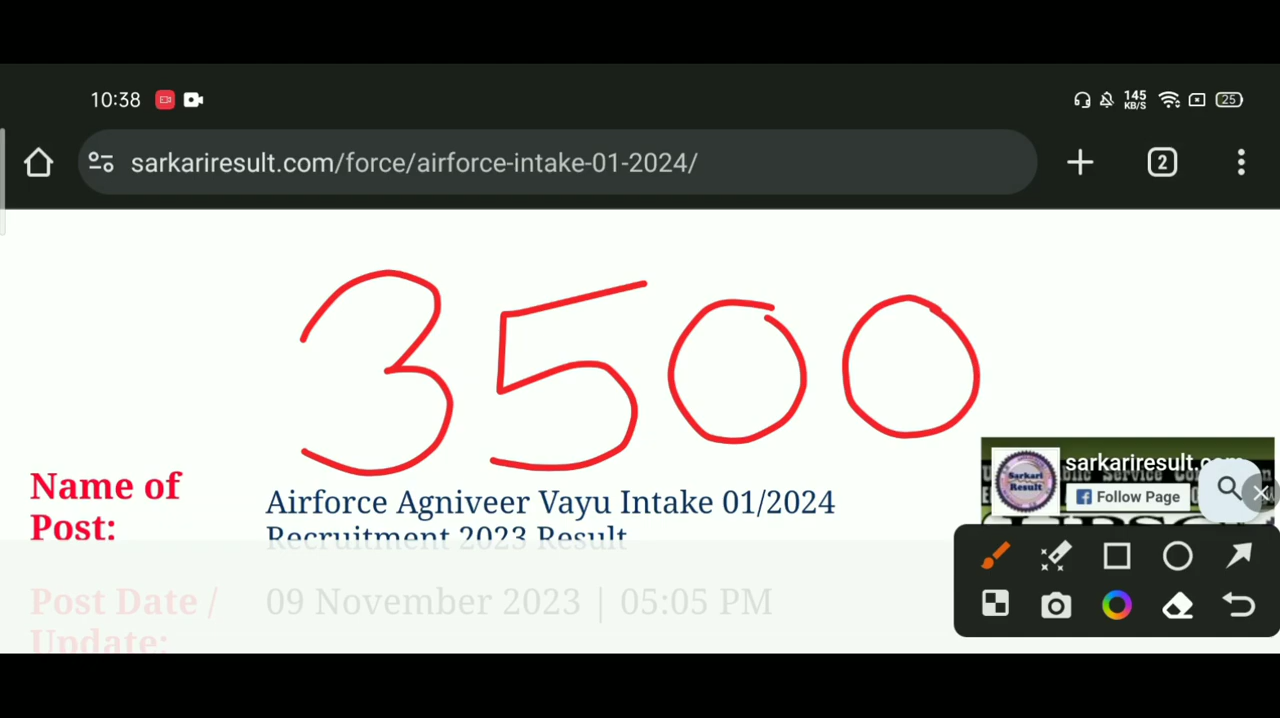 10:38
145
KB/S
25
sarkariresult.com/force/airforce-intake-01-2024/
2
3500
Name of
Post:
Airforce Agniveer Vayu Intake 01/2024
Recruitment 2023 Result
sarkariresult.com
Sarkari
Result
Follow Page
Post Date /
Update:
09 November 2023 | 05:05 PM